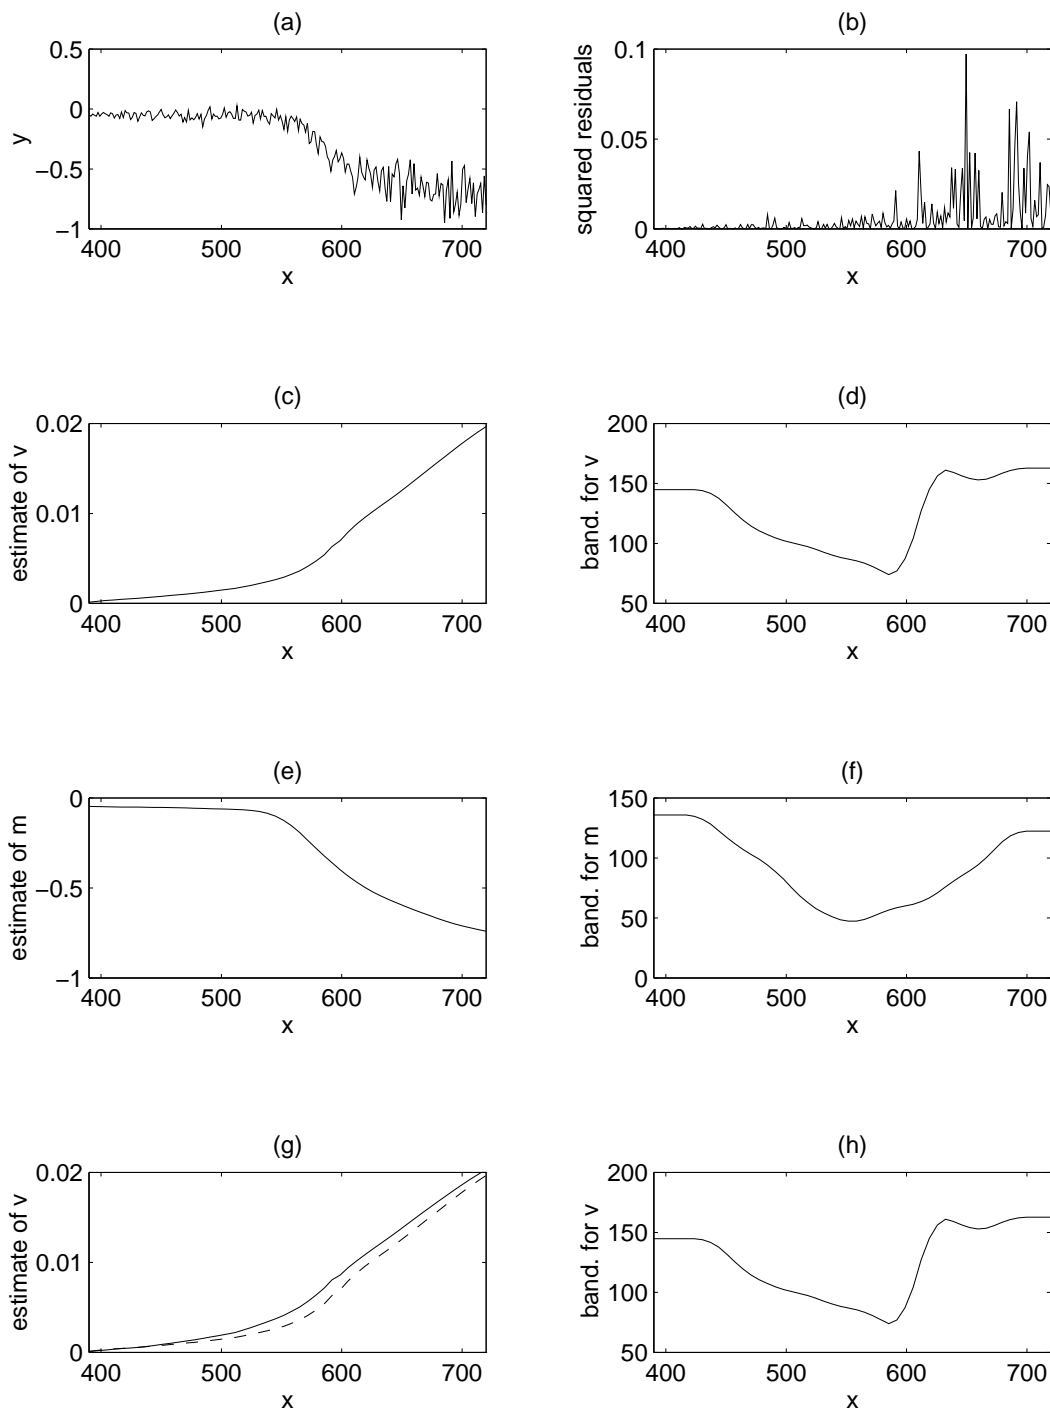 (a)
0.5
0
−0.5
−1
y
400
500
600
700
x
(b)
0.1
0.05
0
squared residuals
400
500
600
700
x
(c)
0.02
0.01
0
estimate of v
400
500
600
700
x
(d)
200
150
100
50
band. for v
400
500
600
700
x
(e)
0
−0.5
−1
estimate of m
400
500
600
700
x
(f)
150
100
50
0
band. for m
400
500
600
700
x
(g)
0.02
0.01
0
estimate of v
400
500
600
700
x
(h)
200
150
100
50
band. for v
400
500
600
700
x